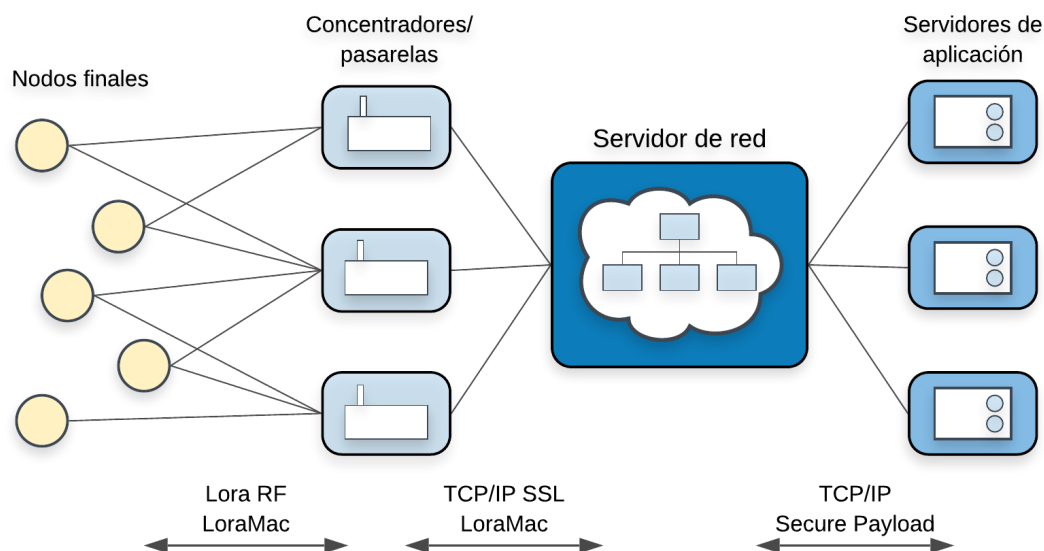 Concentradores/
pasarelas
Servidores de
aplicación
Nodos finales
Servidor de red
Lora RF
LoraMac
TCP/IP SSL
LoraMac
TCP/IP
Secure Payload